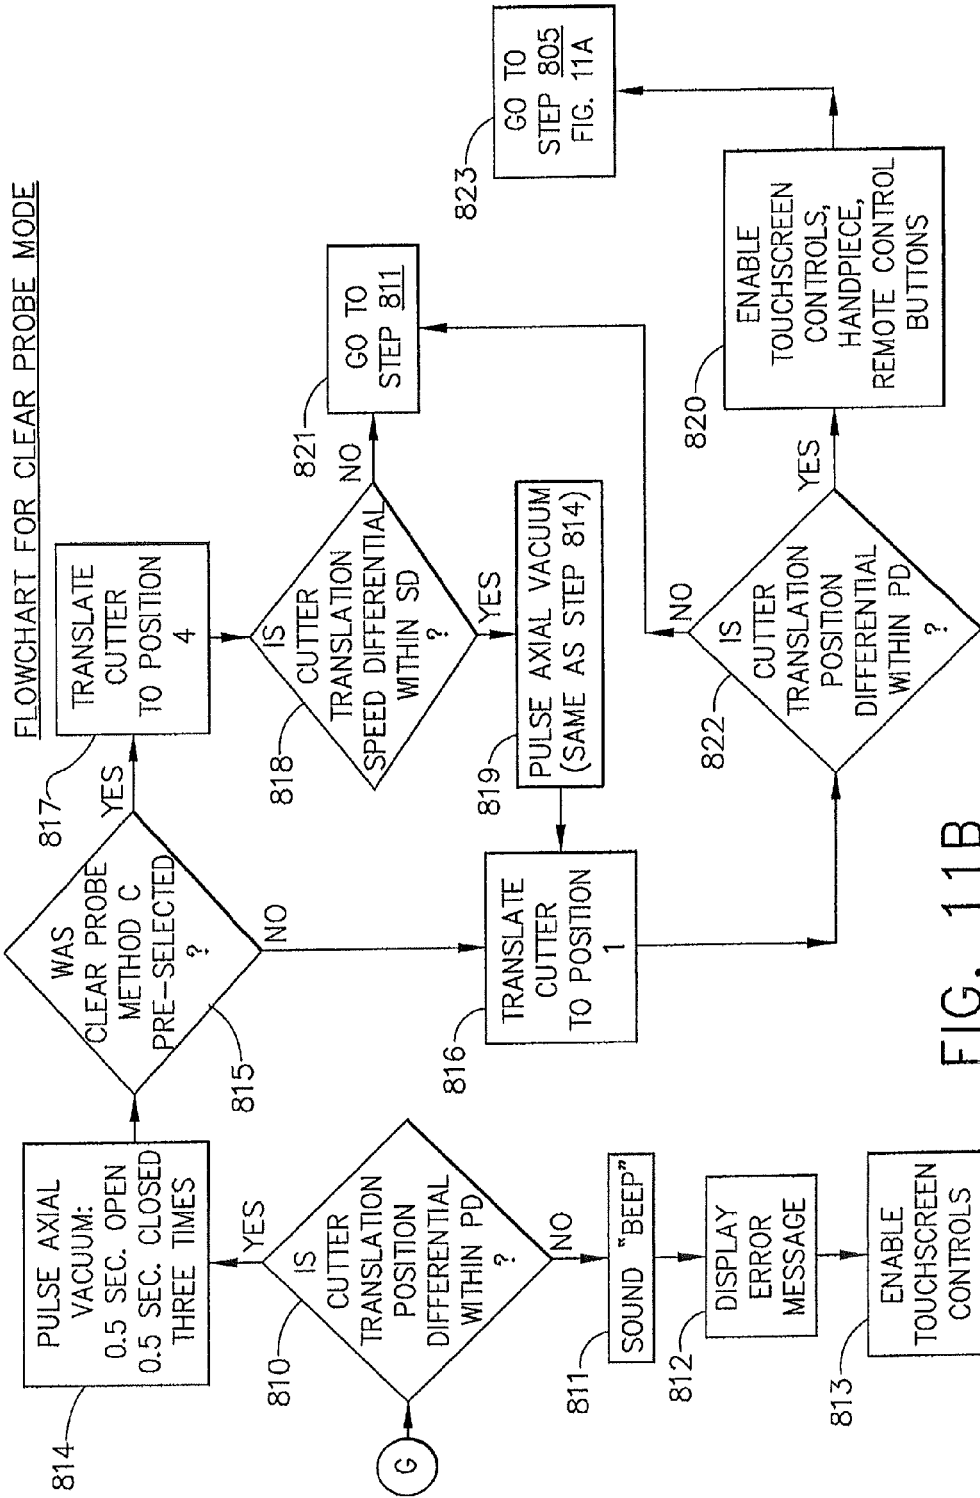 FLOWCHART FOR CLEAR PROBE MODE
814
PULSE AXIAL
VACUUM:
0.5 SEC. OPEN
0.5 SEC. CLOSED
THREE TIMES
YES
810
IS
CUTTER
TRANSLATION
POSITION
DIFFERENTIAL
WITHIN PD
?
G
NO
811
SOUND "BEEP"
812
DISPLAY
ERROR
MESSAGE
813
ENABLE
TOUCHSCREEN
CONTROLS
WAS
CLEAR PROBE
METHOD C
PRE-SELECTED
?
815
YES
NO
817
TRANSLATE
CUTTER
TO POSITION
4
818
IS
CUTTER
TRANSLATION
SPEED DIFFERENTIAL
WITHIN SD
?
NO
YES
821
GO TO
STEP 811
819
PULSE AXIAL VACUUM
(SAME AS STEP 814)
816
TRANSLATE
CUTTER
TO POSITION
1
822
IS
CUTTER
TRANSLATION
POSITION
DIFFERENTIAL
WITHIN PD
?
NO
YES
820
ENABLE
TOUCHSCREEN
CONTROLS,
HANDPIECE,
REMOTE CONTROL
BUTTONS
823
GO TO
STEP 805
FIG. 11A
FIG. 11B